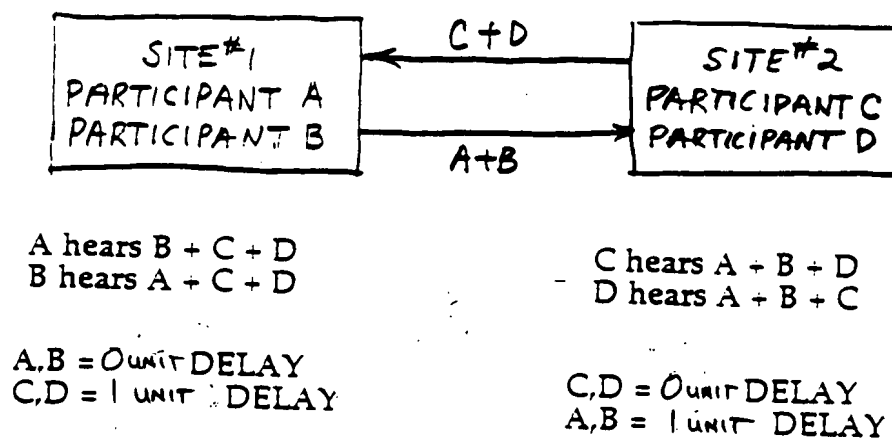 SITE #1
PARTICIPANT A
PARTICIPANT B
C+D
A+B
SITE #2
PARTICIPANT C
PARTICIPANT D
A hears B + C + D
B hears A + C + D
A,B = 0 UNIT DELAY
C,D = 1 UNIT DELAY
C hears A + B + D
D hears A + B + C
C,D = 0 UNIT DELAY
A,B = 1 UNIT DELAY